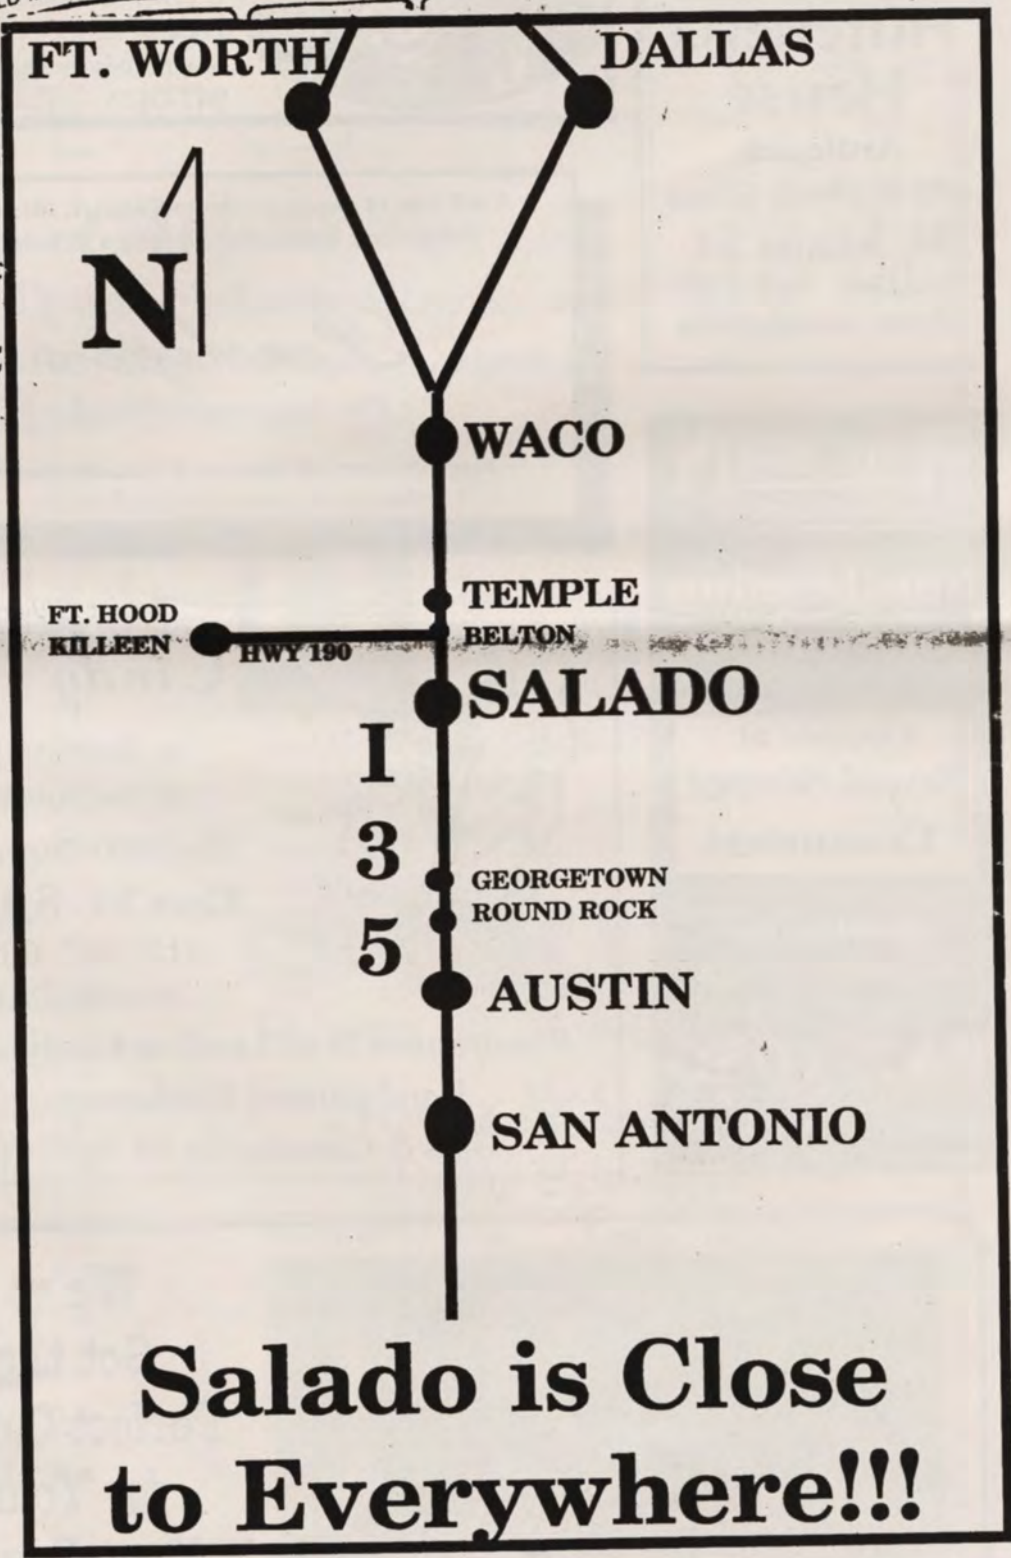 FT. WORTH
DALLAS
N
WACO
TEMPLE
FT. HOOD
KILLEEN
HWY 190
BELTON
SALADO
I
3
5
GEORGETOWN
ROUND ROCK
AUSTIN
SAN ANTONIO
Salado is Close
to Everywhere!!!